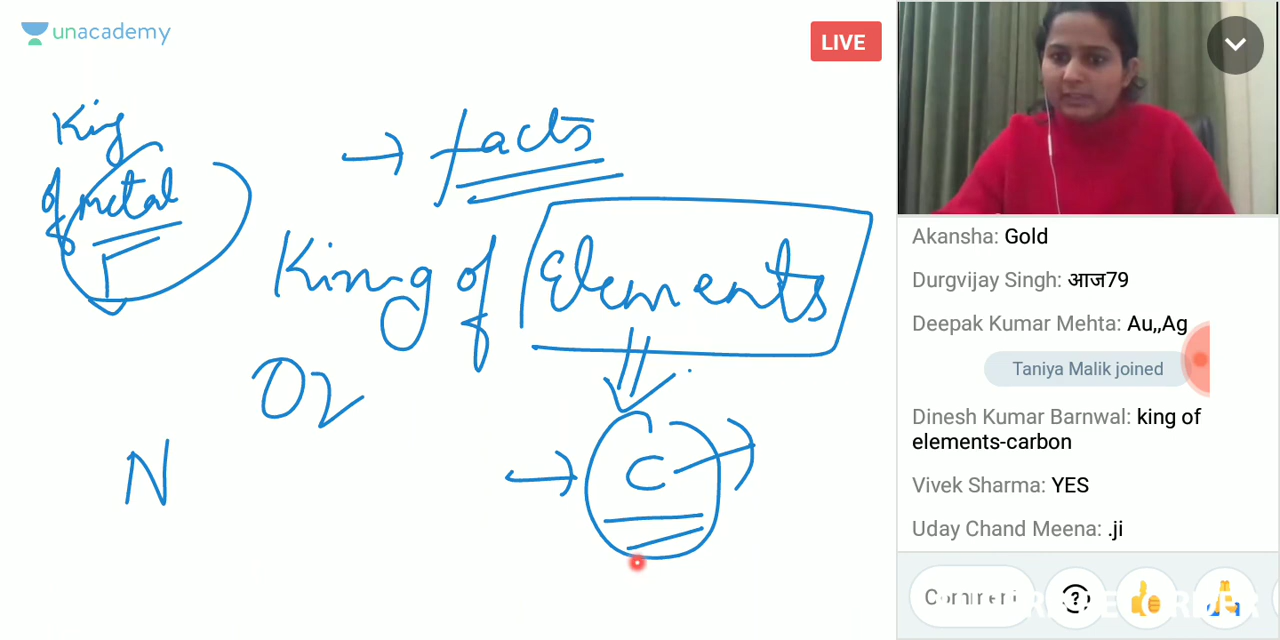 unacademy
LIVE
King
of metal
→ facts
King of Elements
O2
N
C
Akansha: Gold
Durgvijay Singh: आज79
Deepak Kumar Mehta: Au,,Ag
Taniya Malik joined
Dinesh Kumar Barnwal: king of
elements-carbon
Vivek Sharma: YES
Uday Chand Meena: .ji